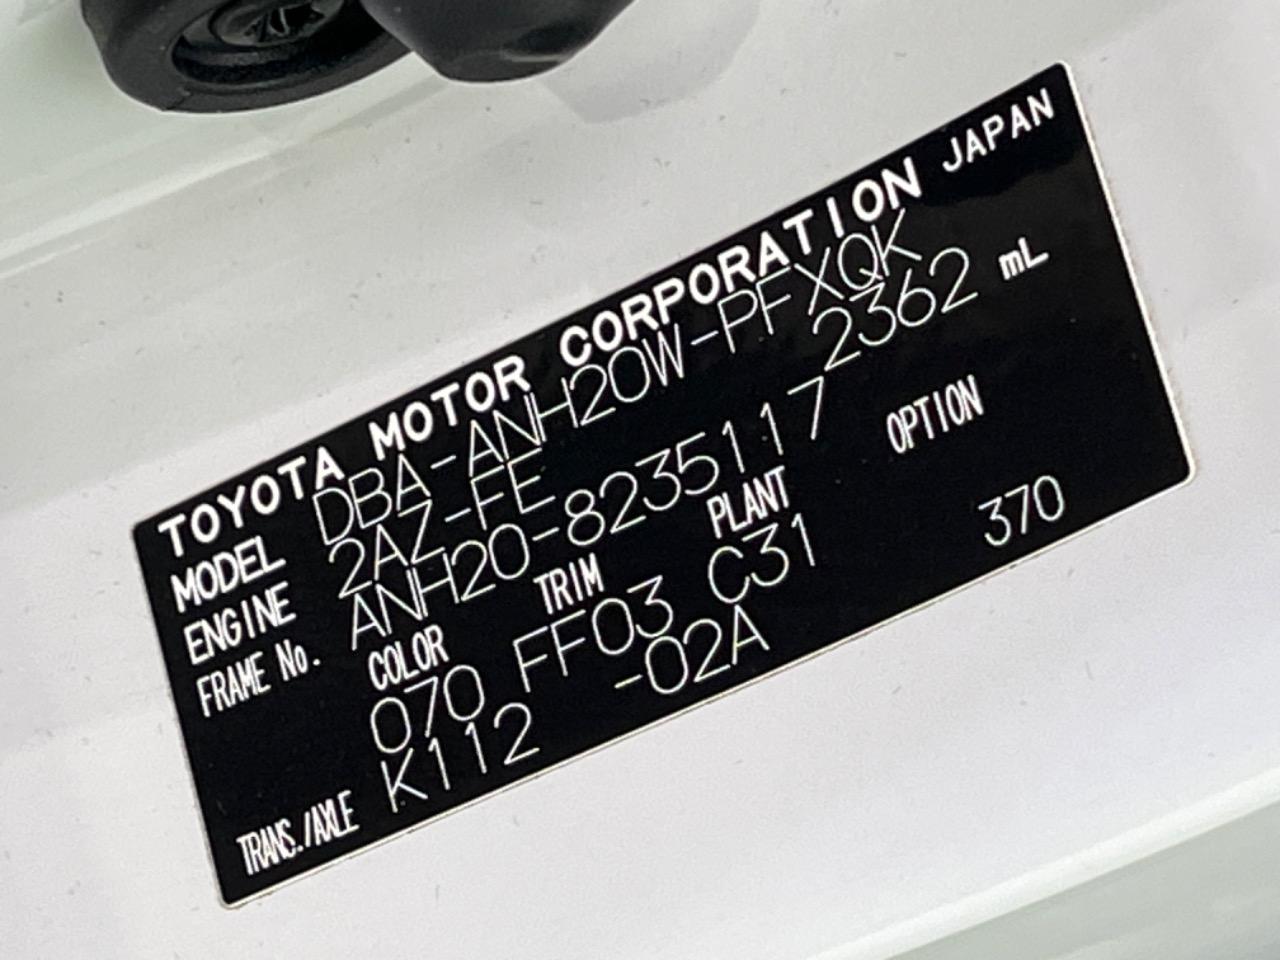 TOYOTA MOTOR CORPORATION JAPAN
MODEL DBA-ANH20W-PFXQK
ENGINE 2AZ-FE 2362 mL
FRAME No. ANH20-8235117
COLOR TRIM PLANT OPTION
070 FF03 C31 370
TRANS./AXLE K112 -02A